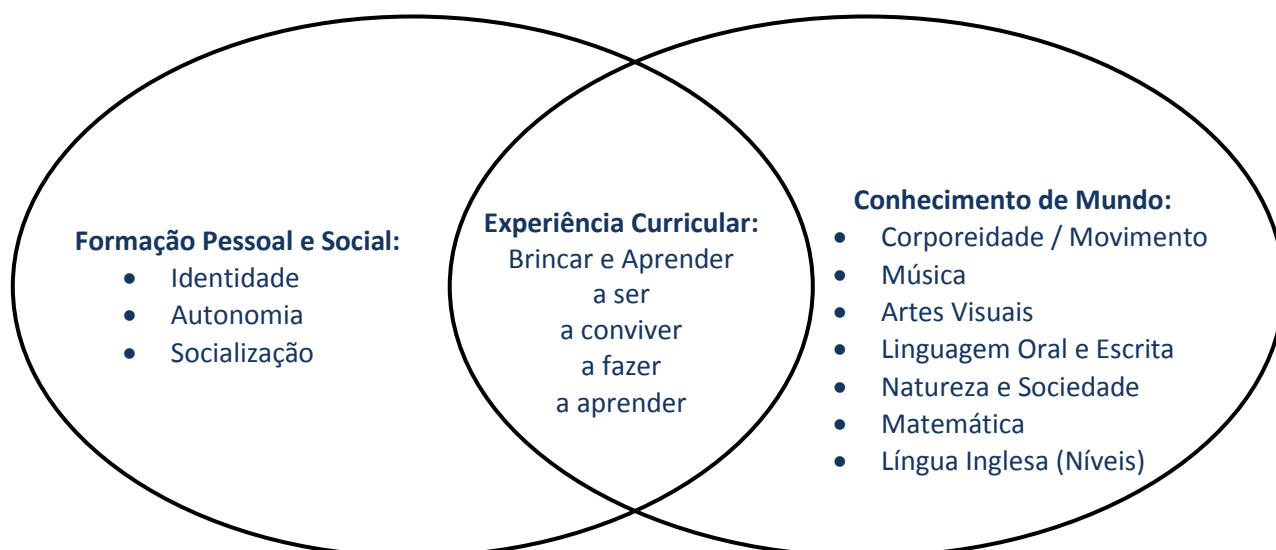 Formação Pessoal e Social:
• Identidade
• Autonomia
• Socialização
Experiência Curricular:
Brincar e Aprender
a ser
a conviver
a fazer
a aprender
Conhecimento de Mundo:
• Corporeidade / Movimento
• Música
• Artes Visuais
• Linguagem Oral e Escrita
• Natureza e Sociedade
• Matemática
• Língua Inglesa (Níveis)